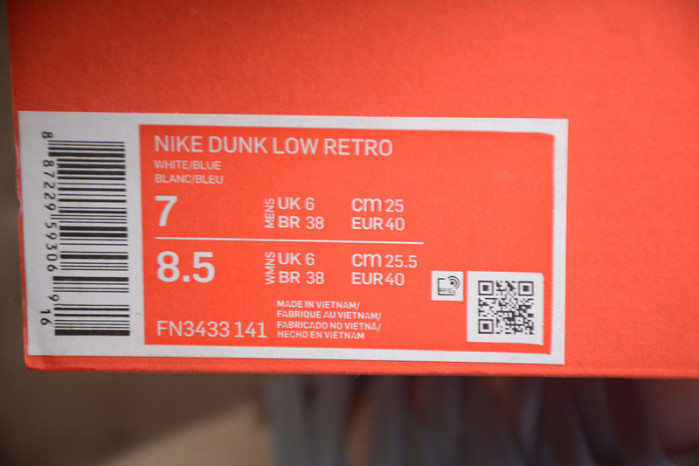 8 87229 59306 9 16
NIKE DUNK LOW RETRO
WHITE/BLUE
BLANC/BLEU
7 MENS UK 6 cm 25
BR 38 EUR 40
8.5 WMNS UK 6 cm 25.5
BR 38 EUR 40
MADE IN VIETNAM/
FABRIQUE AU VIETNAM/
FABRICADO NO VIETNÃ/
HECHO EN VIETNAM
FN3433 141